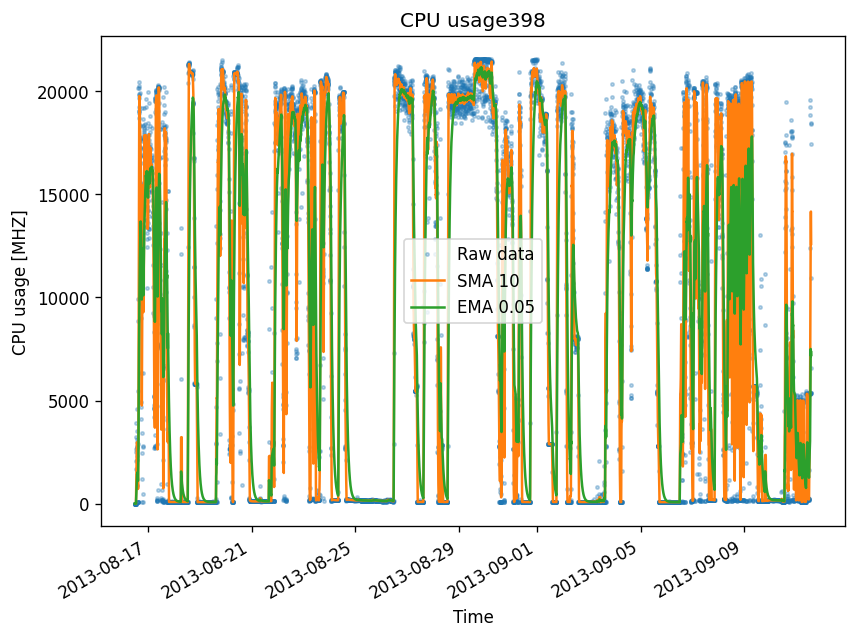 CPU usage398
CPU usage [MHZ]
20000
15000
10000
5000
0
Raw data
SMA 10
EMA 0.05
2013-08-17
2013-08-21
2013-08-25
2013-08-29
2013-09-01
2013-09-05
2013-09-09
Time